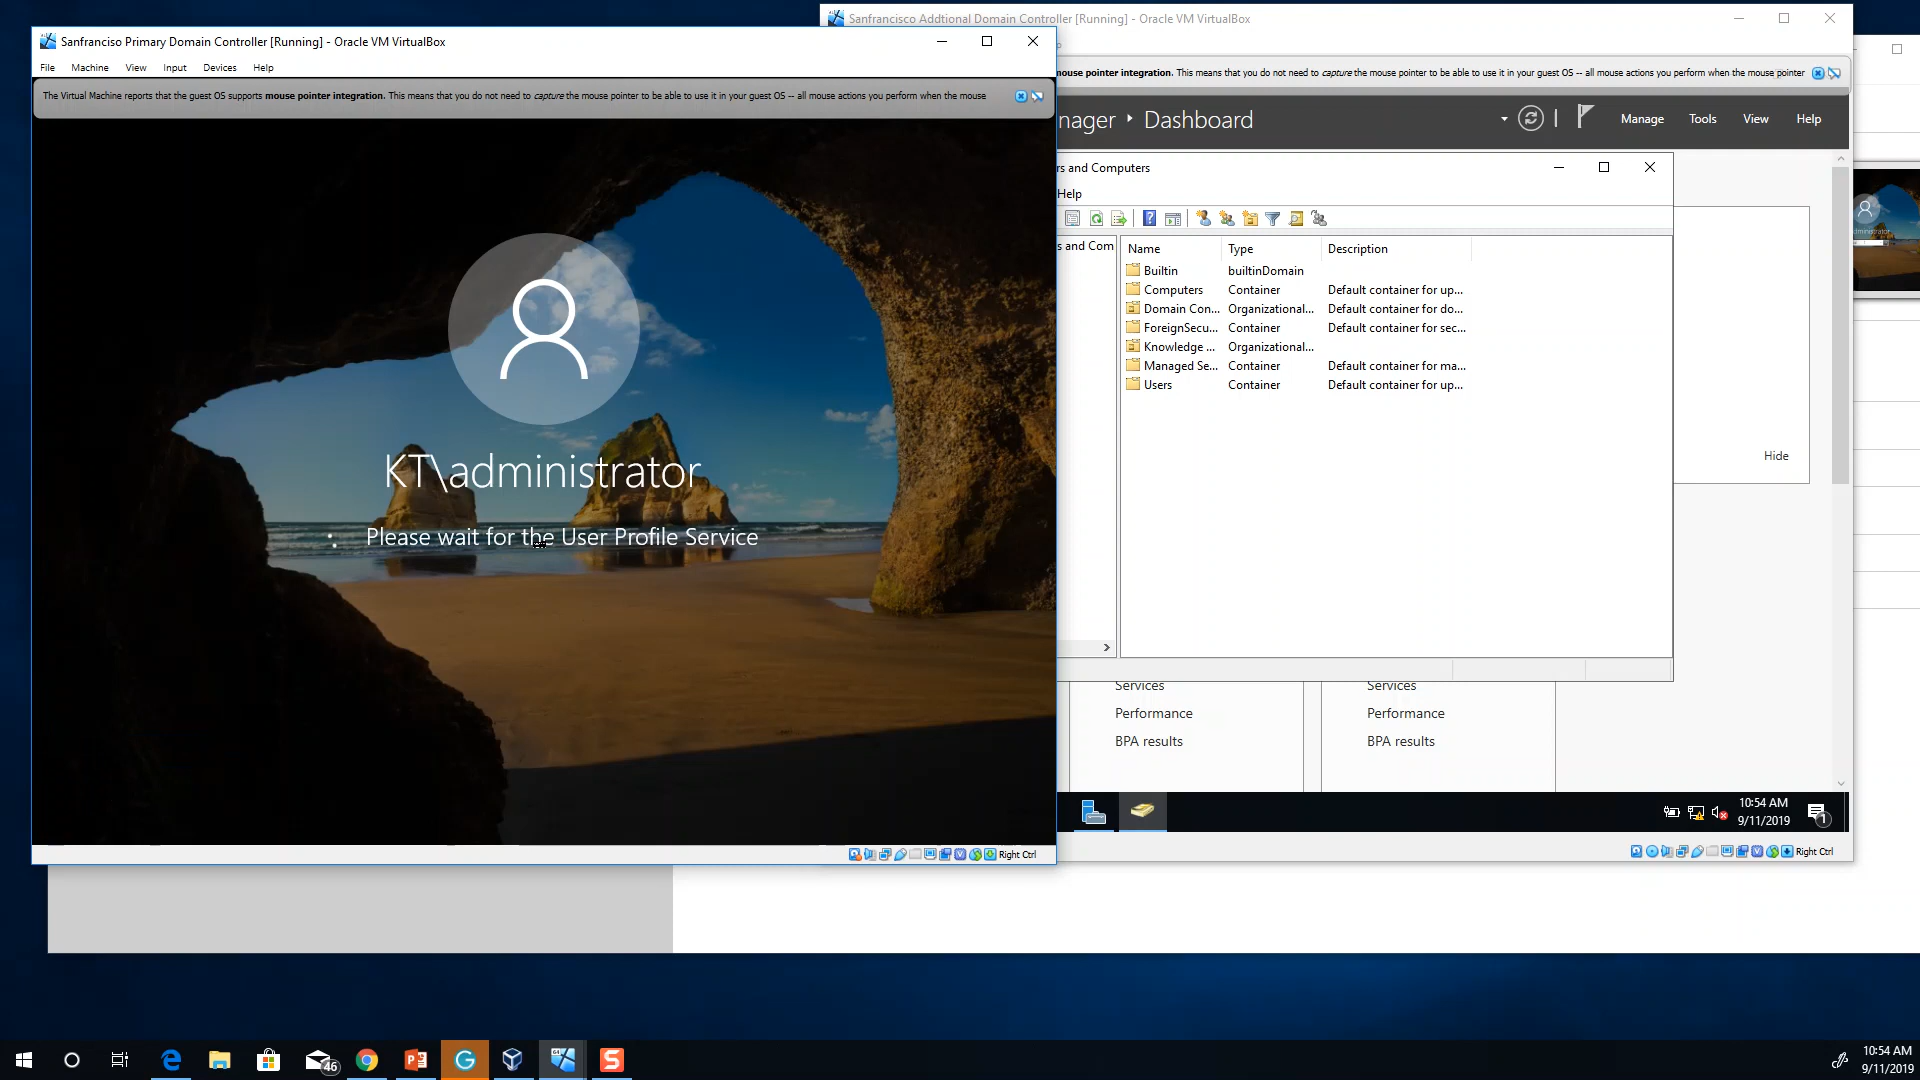 Sanfrancisco Addtional Domain Controller [Running] - Oracle VM VirtualBox
Sanfranciso Primary Domain Controller [Running] - Oracle VM VirtualBox
File Machine View Input Devices Help
The Virtual Machine reports that the guest OS supports mouse pointer integration. This means that you do not need to capture the mouse pointer to be able to use it in your guest OS -- all mouse actions you perform when the mouse
mouse pointer integration. This means that you do not need to capture the mouse pointer to be able to use it in your guest OS -- all mouse actions you perform when the mouse pointer
nager Dashboard
Manage Tools View Help
rs and Computers
Help
s and Com
Name Type Description
Builtin builtinDomain
Computers Container Default container for up...
Domain Con... Organizational... Default container for do...
ForeignSecu... Container Default container for sec...
Knowledge ... Organizational...
Managed Se... Container Default container for ma...
Users Container Default container for up...
Hide
KT\administrator
Please wait for the User Profile Service
Services Services
Performance Performance
BPA results BPA results
10:54 AM
9/11/2019
1
Right Ctrl
Right Ctrl
46
10:54 AM
9/11/2019